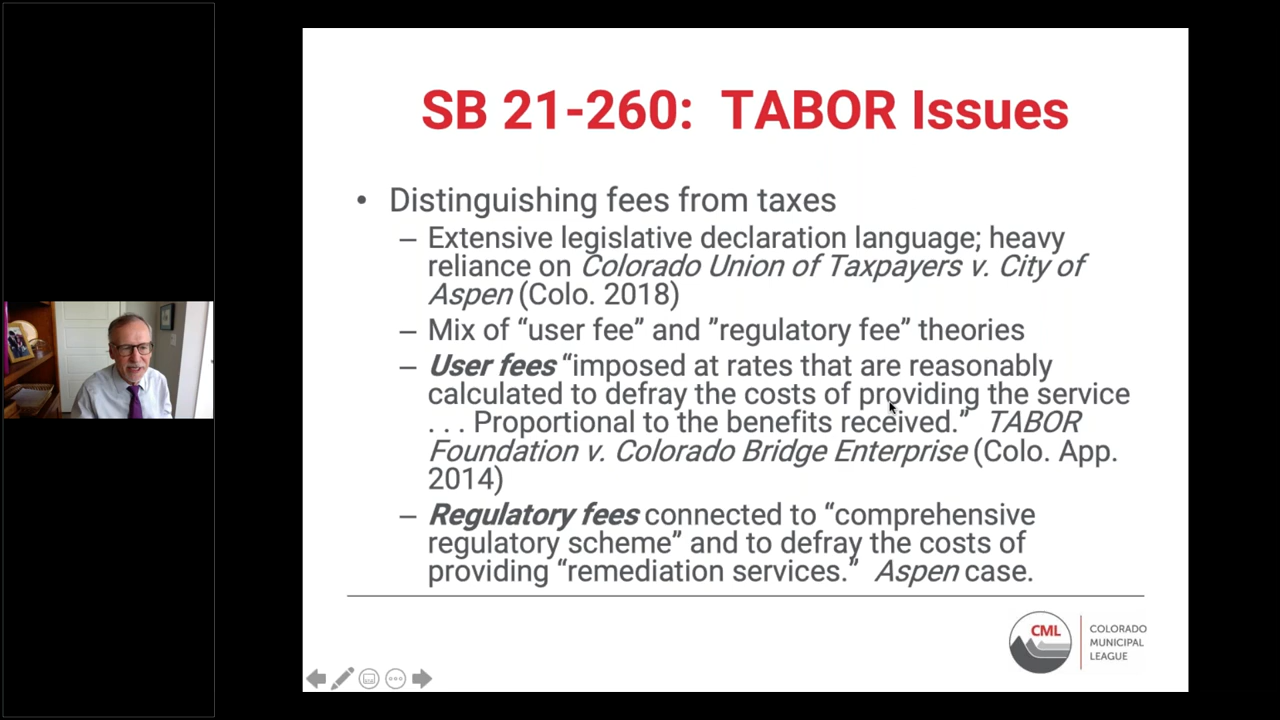 SB 21-260: TABOR Issues
• Distinguishing fees from taxes
– Extensive legislative declaration language; heavy
reliance on Colorado Union of Taxpayers v. City of
Aspen (Colo. 2018)
– Mix of “user fee” and ”regulatory fee” theories
– User fees “imposed at rates that are reasonably
calculated to defray the costs of providing the service
. . . Proportional to the benefits received.” TABOR
Foundation v. Colorado Bridge Enterprise (Colo. App.
2014)
– Regulatory fees connected to “comprehensive
regulatory scheme” and to defray the costs of
providing “remediation services.” Aspen case.
CML
COLORADO
MUNICIPAL
LEAGUE